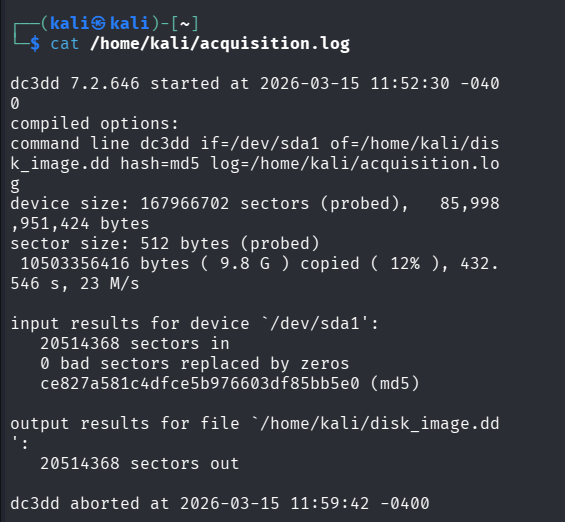 ┌──(kali㉿kali)-[~]
└─$ cat /home/kali/acquisition.log
dc3dd 7.2.646 started at 2026-03-15 11:52:30 -040
0
compiled options:
command line dc3dd if=/dev/sda1 of=/home/kali/dis
k_image.dd hash=md5 log=/home/kali/acquisition.lo
g
device size: 167966702 sectors (probed),   85,998
,951,424 bytes
sector size: 512 bytes (probed)
 10503356416 bytes ( 9.8 G ) copied ( 12% ), 432.
546 s, 23 M/s
input results for device `/dev/sda1':
   20514368 sectors in
   0 bad sectors replaced by zeros
   ce827a581c4dfce5b976603df85bb5e0 (md5)
output results for file `/home/kali/disk_image.dd
':
   20514368 sectors out
dc3dd aborted at 2026-03-15 11:59:42 -0400